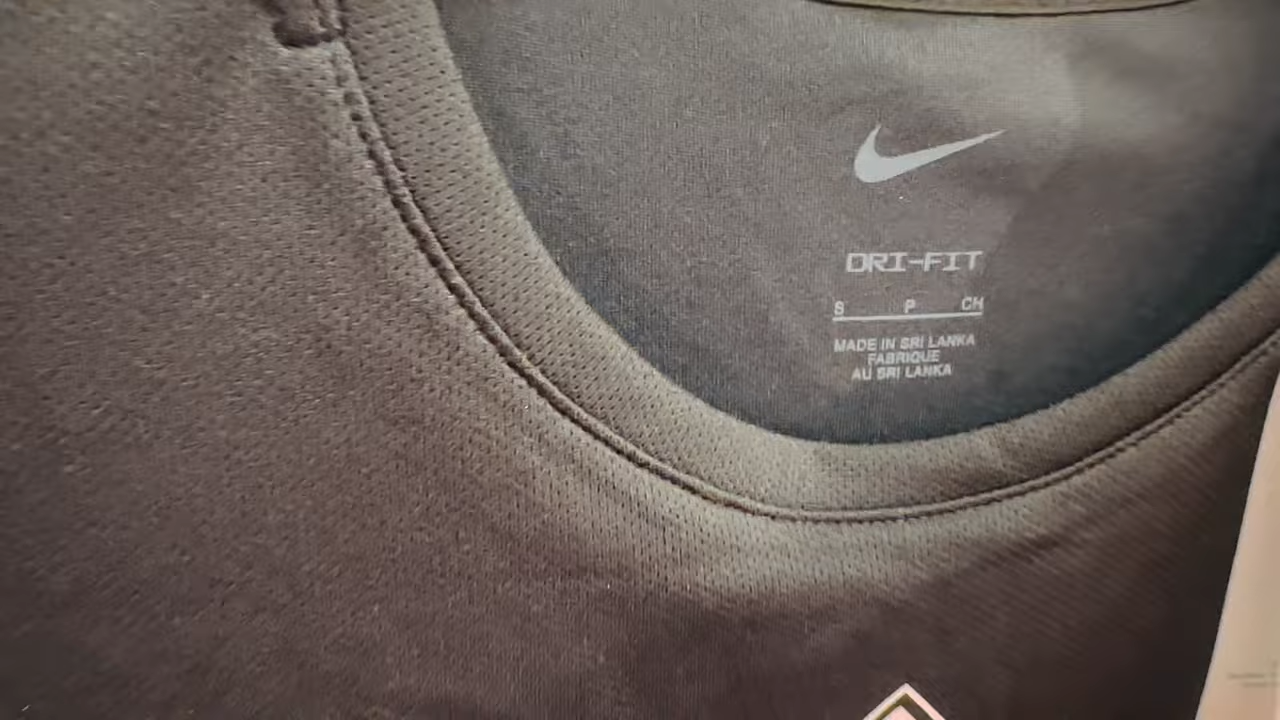 DRI-FIT
S P CH
MADE IN SRI LANKA
FABRIQUE
AU SRI LANKA